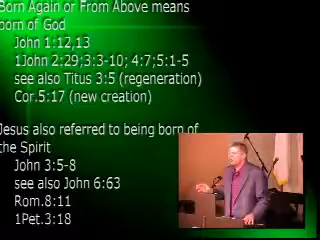 Born Again or From Above means
born of God
John 1:12,13
1John 2:29;3:3-10; 4:7;5:1-5
see also Titus 3:5 (regeneration)
Cor.5:17 (new creation)
Jesus also referred to being born of
the Spirit
John 3:5-8
see also John 6:63
Rom.8:11
1Pet.3:18